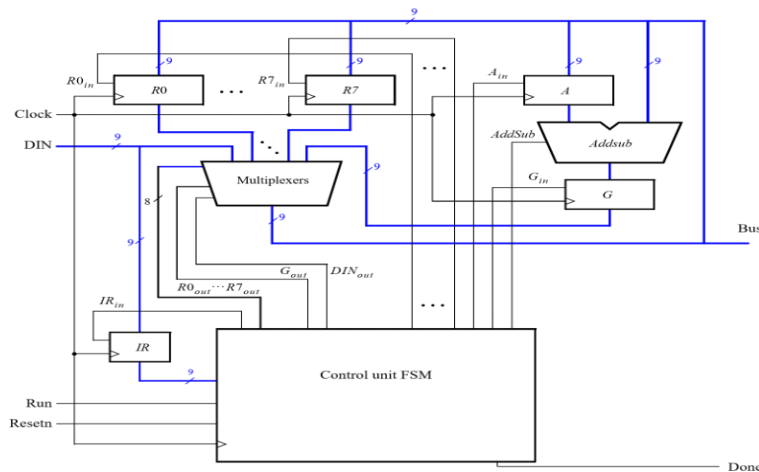 9
9 9 9 9
R0in R7in Ain
R0 ... R7 ... A
Clock
DIN 9
AddSub Addsub
Multiplexers 9
Gin G
8
9 Bus
9
Gout DINout
R0out...R7out
IRin
IR
9
Control unit FSM
Run
Resetn
Done